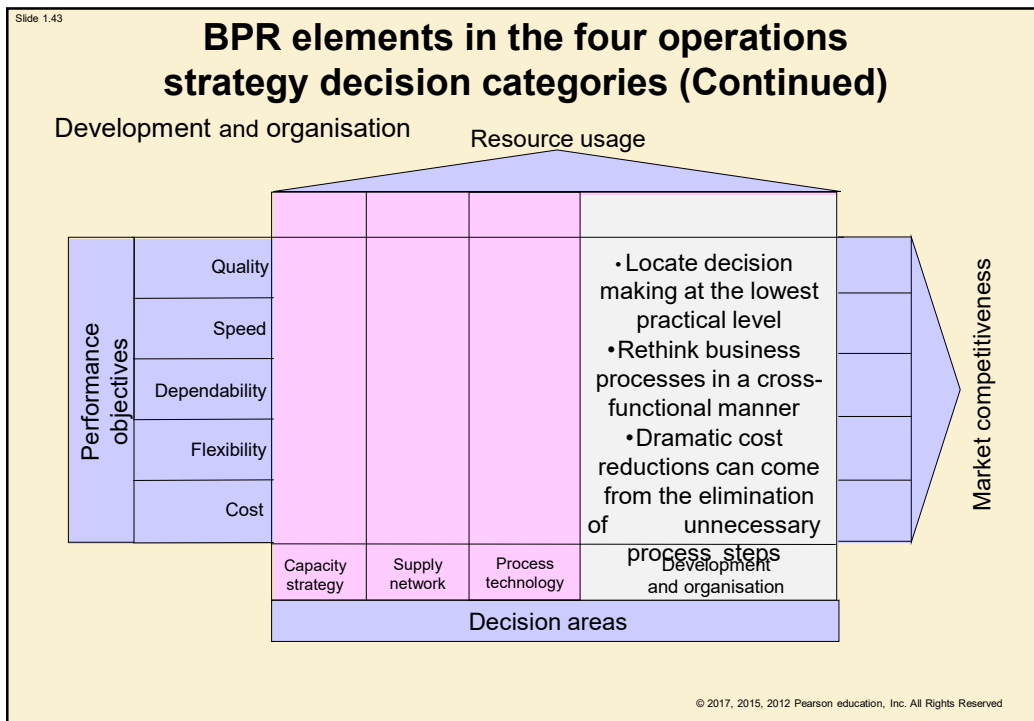 Slide 1.43
BPR elements in the four operations
strategy decision categories (Continued)
Development and organisation
Resource usage
Performance
objectives
Quality
Speed
Dependability
Flexibility
Cost
•Locate decision
making at the lowest
practical level
•Rethink business
processes in a cross-
functional manner
•Dramatic cost
reductions can come
from the elimination
of unnecessary
process steps
Market competitiveness
Capacity
strategy
Supply
network
Process
technology
Development
and organisation
Decision areas
© 2017, 2015, 2012 Pearson education, Inc. All Rights Reserved